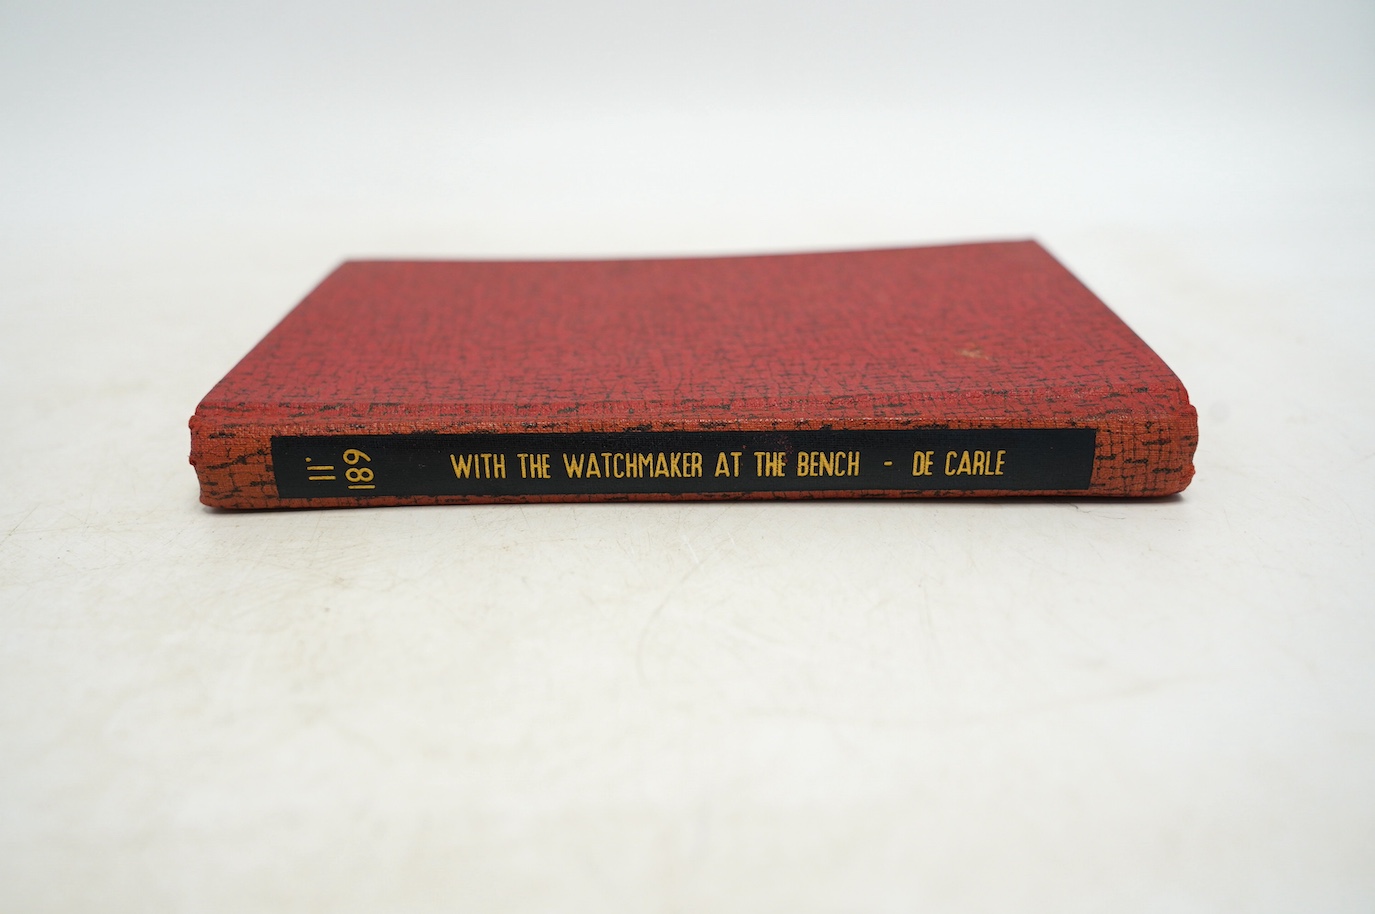 11·
189
WITH THE WATCHMAKER AT THE BENCH - DE CARLE